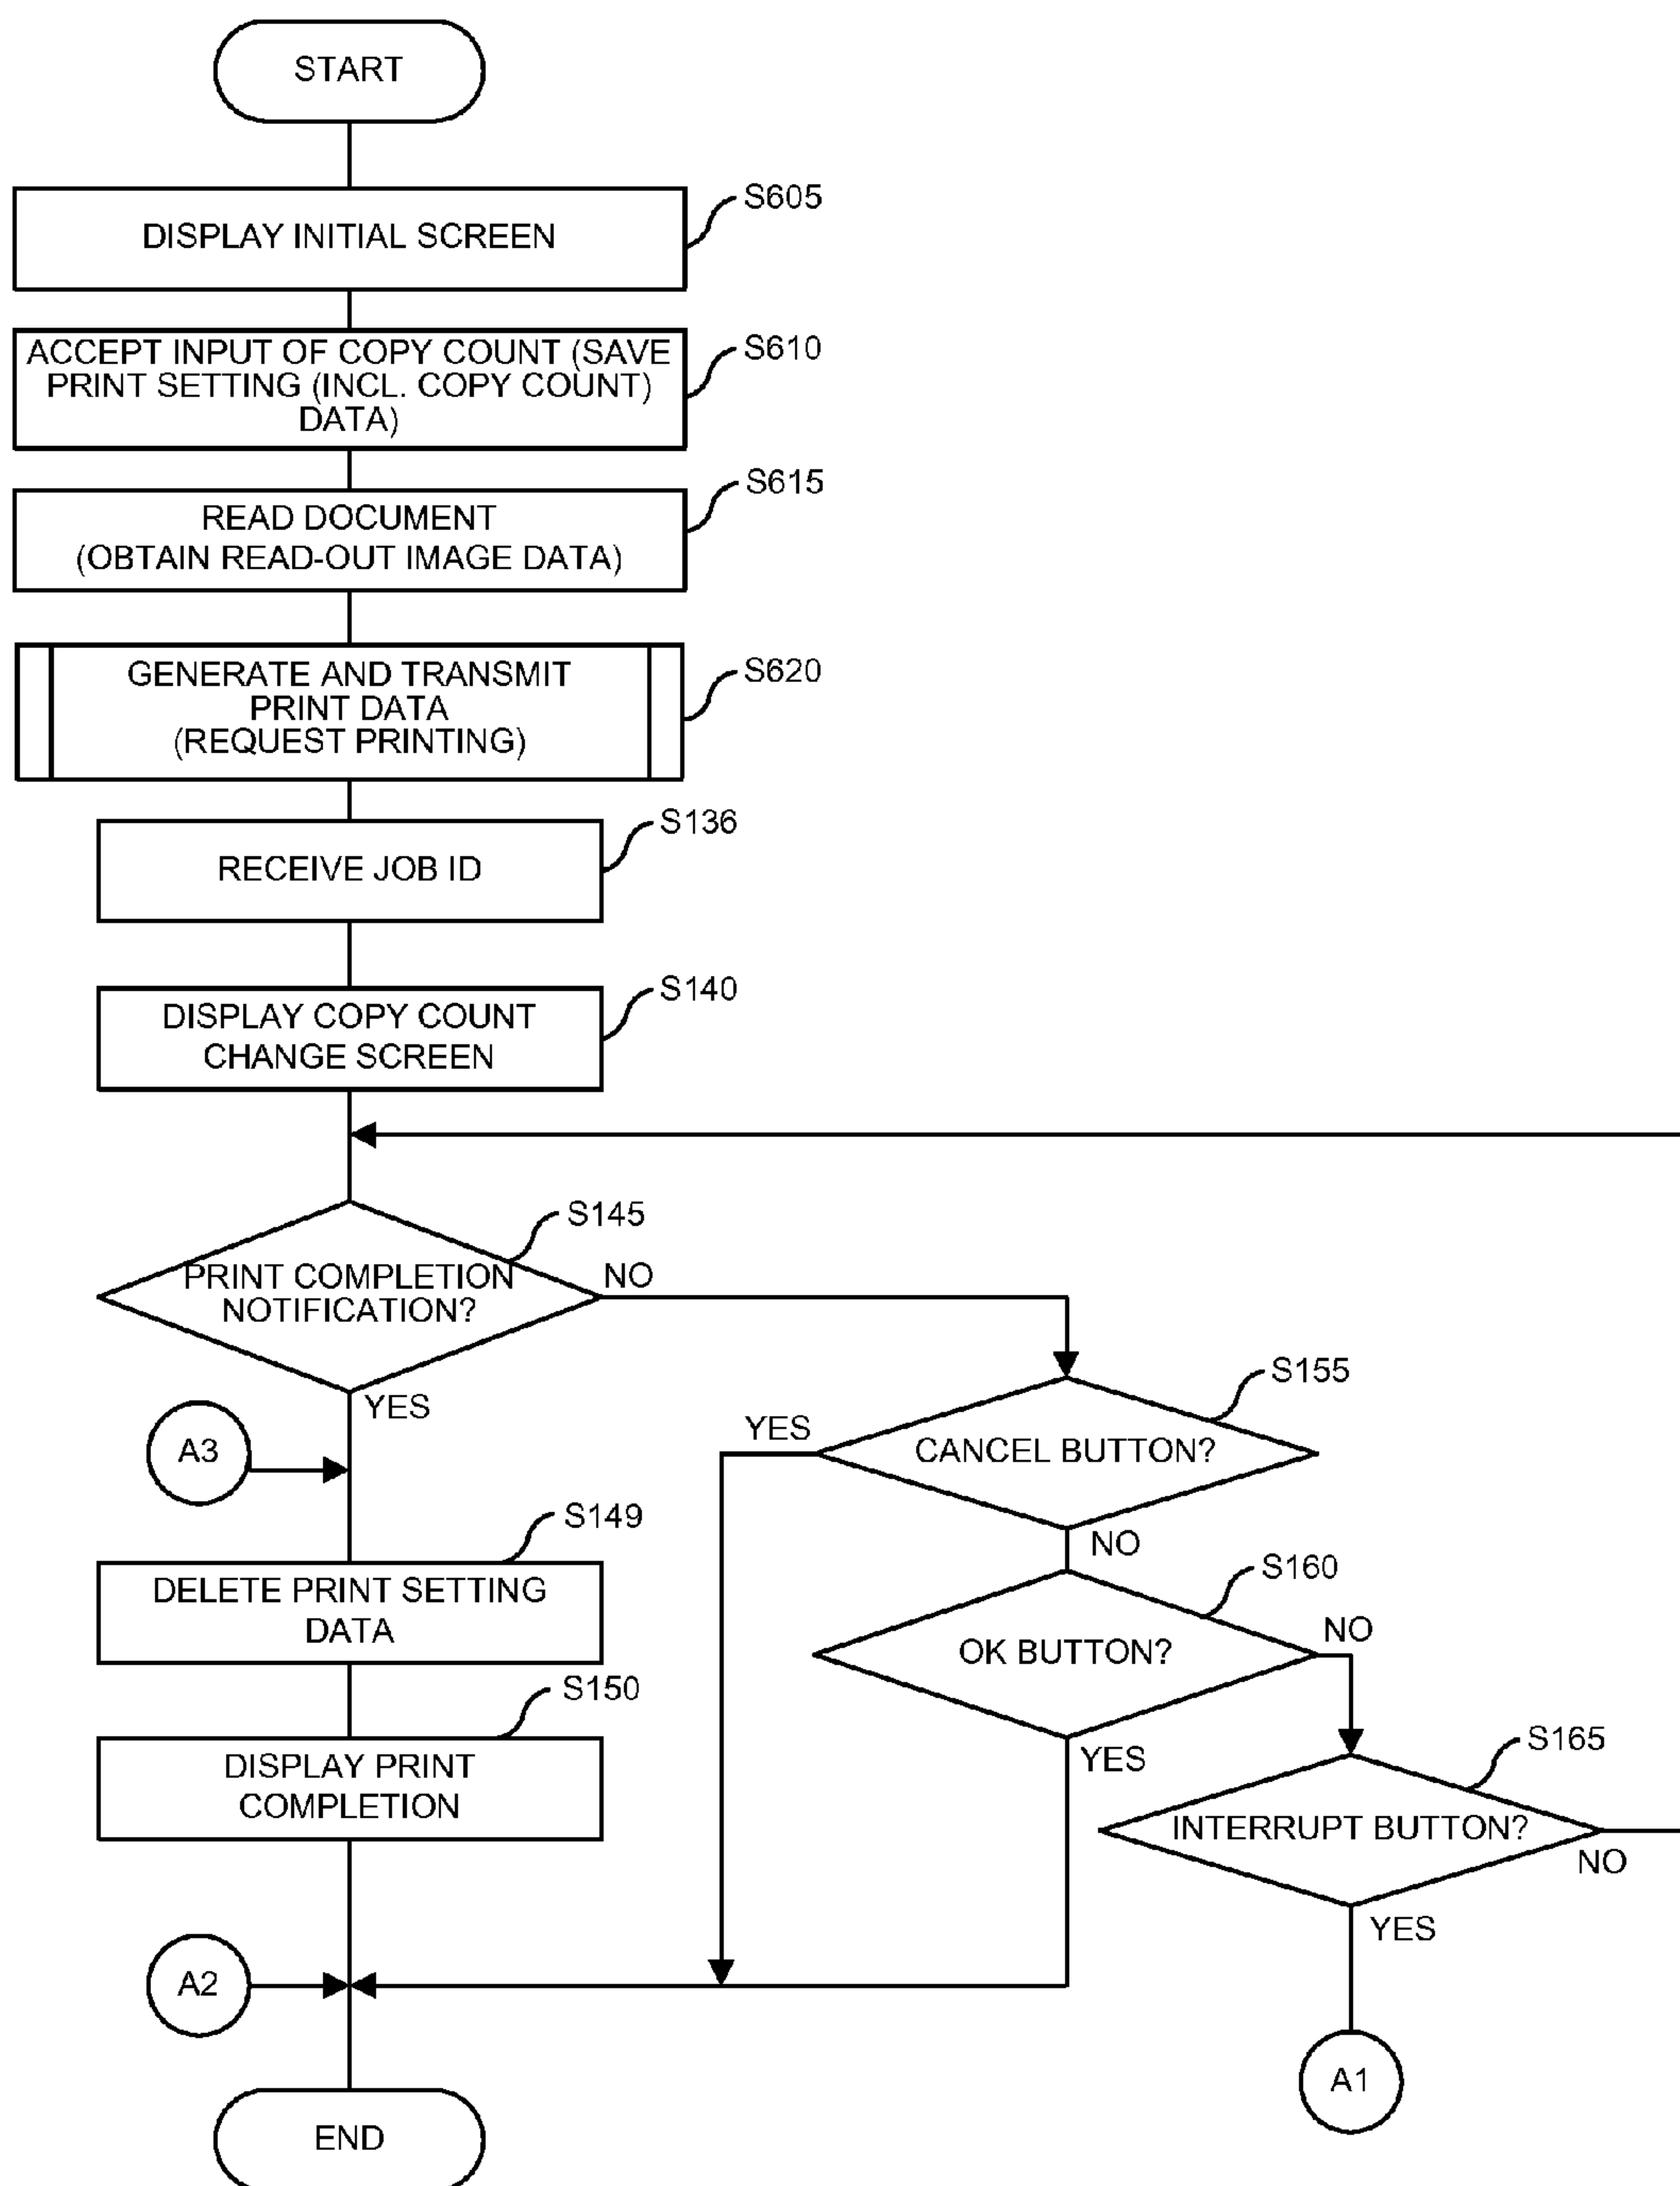 START
S605
DISPLAY INITIAL SCREEN
S610
ACCEPT INPUT OF COPY COUNT (SAVE
PRINT SETTING (INCL. COPY COUNT)
DATA)
S615
READ DOCUMENT
(OBTAIN READ-OUT IMAGE DATA)
S620
GENERATE AND TRANSMIT
PRINT DATA
(REQUEST PRINTING)
S136
RECEIVE JOB ID
S140
DISPLAY COPY COUNT
CHANGE SCREEN
S145
PRINT COMPLETION
NOTIFICATION?
NO
YES
S155
CANCEL BUTTON?
YES
NO
A3
S149
DELETE PRINT SETTING
DATA
S160
OK BUTTON?
NO
YES
S150
DISPLAY PRINT
COMPLETION
S165
INTERRUPT BUTTON?
NO
YES
A2
A1
END